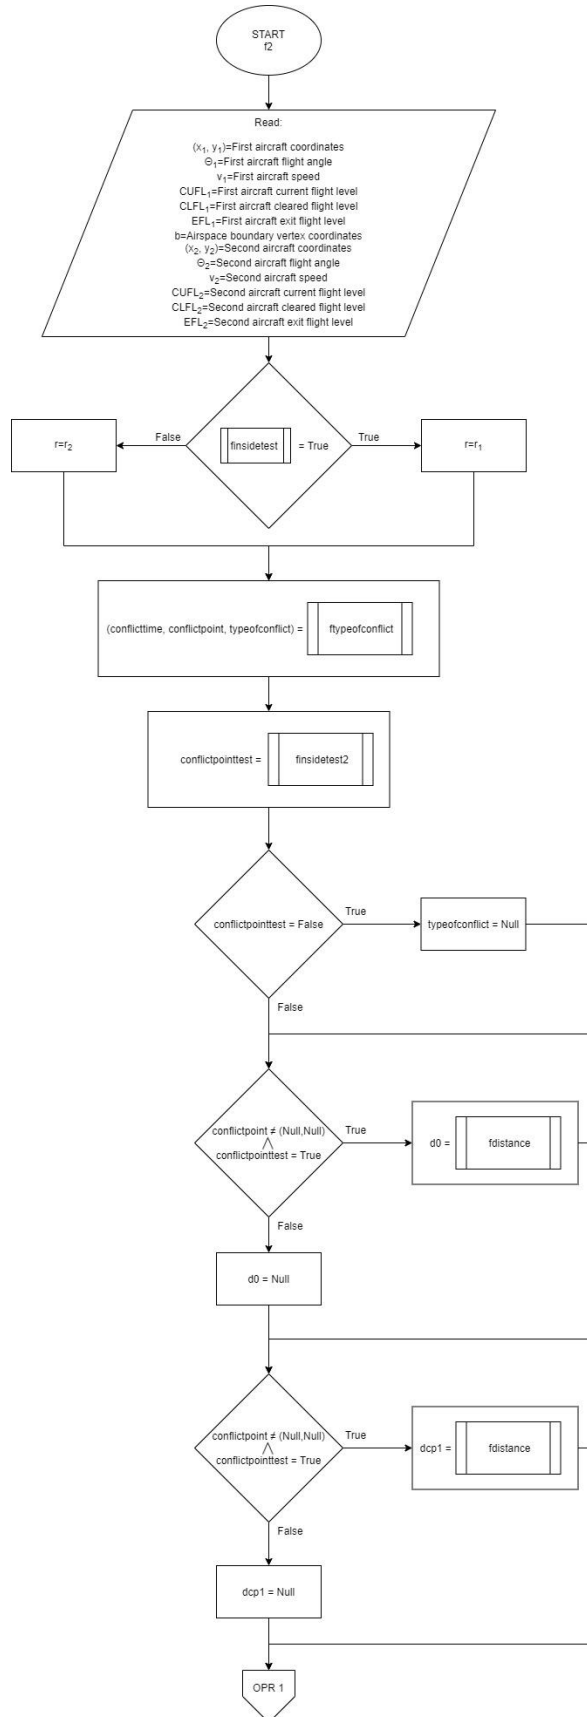 START
f2
Read:
(x₁, y₁)=First aircraft coordinates
Θ₁=First aircraft flight angle
v₁=First aircraft speed
CUFL₁=First aircraft current flight level
CLFL₁=First aircraft cleared flight level
EFL₁=First aircraft exit flight level
b=Airspace boundary vertex coordinates
(x₂, y₂)=Second aircraft coordinates
Θ₂=Second aircraft flight angle
v₂=Second aircraft speed
CUFL₂=Second aircraft current flight level
CLFL₂=Second aircraft cleared flight level
EFL₂=Second aircraft exit flight level
False
True
r=r₂
finsidetest = True
r=r₁
(conflicttime, conflictpoint, typeofconflict) = ftypeofconflict
conflictpointtest = finsidetest2
True
conflictpointtest = False
typeofconflict = Null
False
conflictpoint ≠ (Null,Null)
∧
conflictpointtest = True
True
d0 = fdistance
False
d0 = Null
conflictpoint ≠ (Null,Null)
∧
conflictpointtest = True
True
dcp1 = fdistance
False
dcp1 = Null
OPR 1